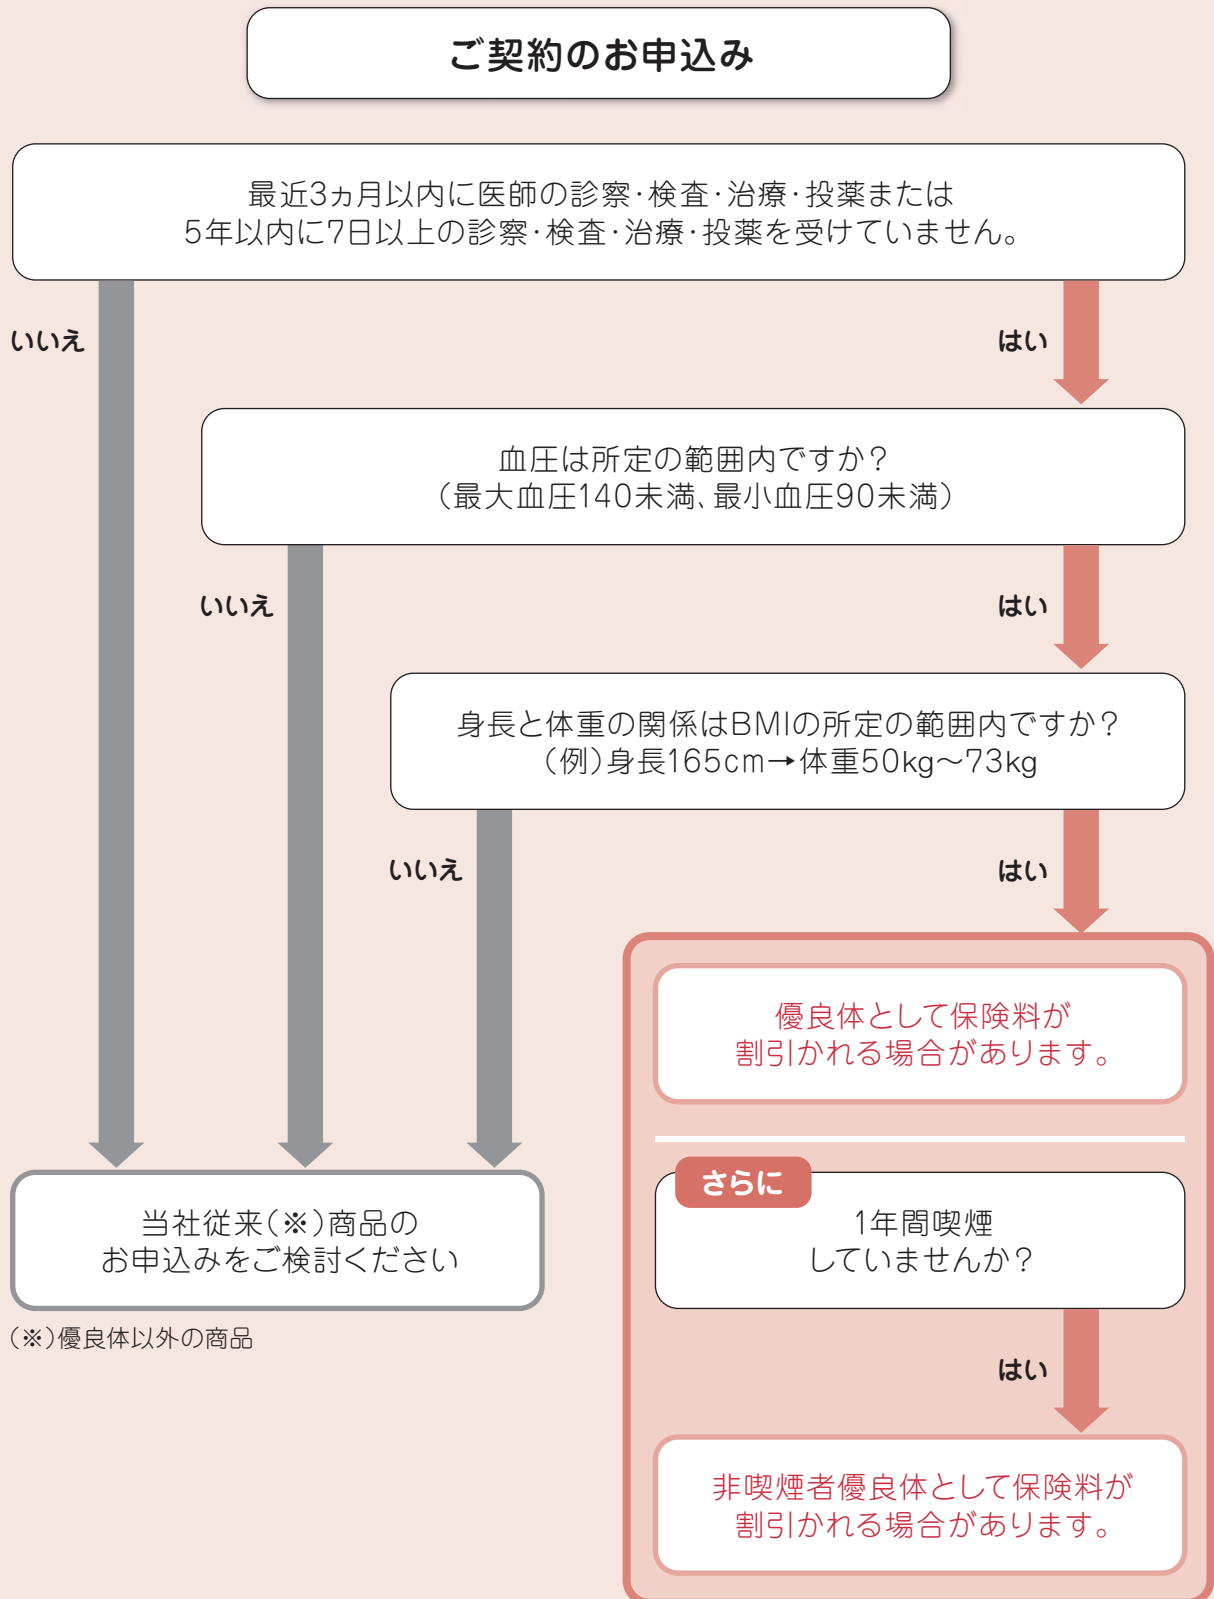 ご契約のお申込み
最近3ヵ月以内に医師の診察・検査・治療・投薬または
5年以内に7日以上の診察・検査・治療・投薬を受けていません。
いいえ
はい
血圧は所定の範囲内ですか？
（最大血圧140未満、最小血圧90未満）
いいえ
はい
身長と体重の関係はBMIの所定の範囲内ですか？
（例）身長165cm→体重50kg～73kg
いいえ
はい
優良体として保険料が
割引かれる場合があります。
当社従来（※）商品の
お申込みをご検討ください
（※）優良体以外の商品
さらに
1年間喫煙
していませんか？
はい
非喫煙者優良体として保険料が
割引かれる場合があります。